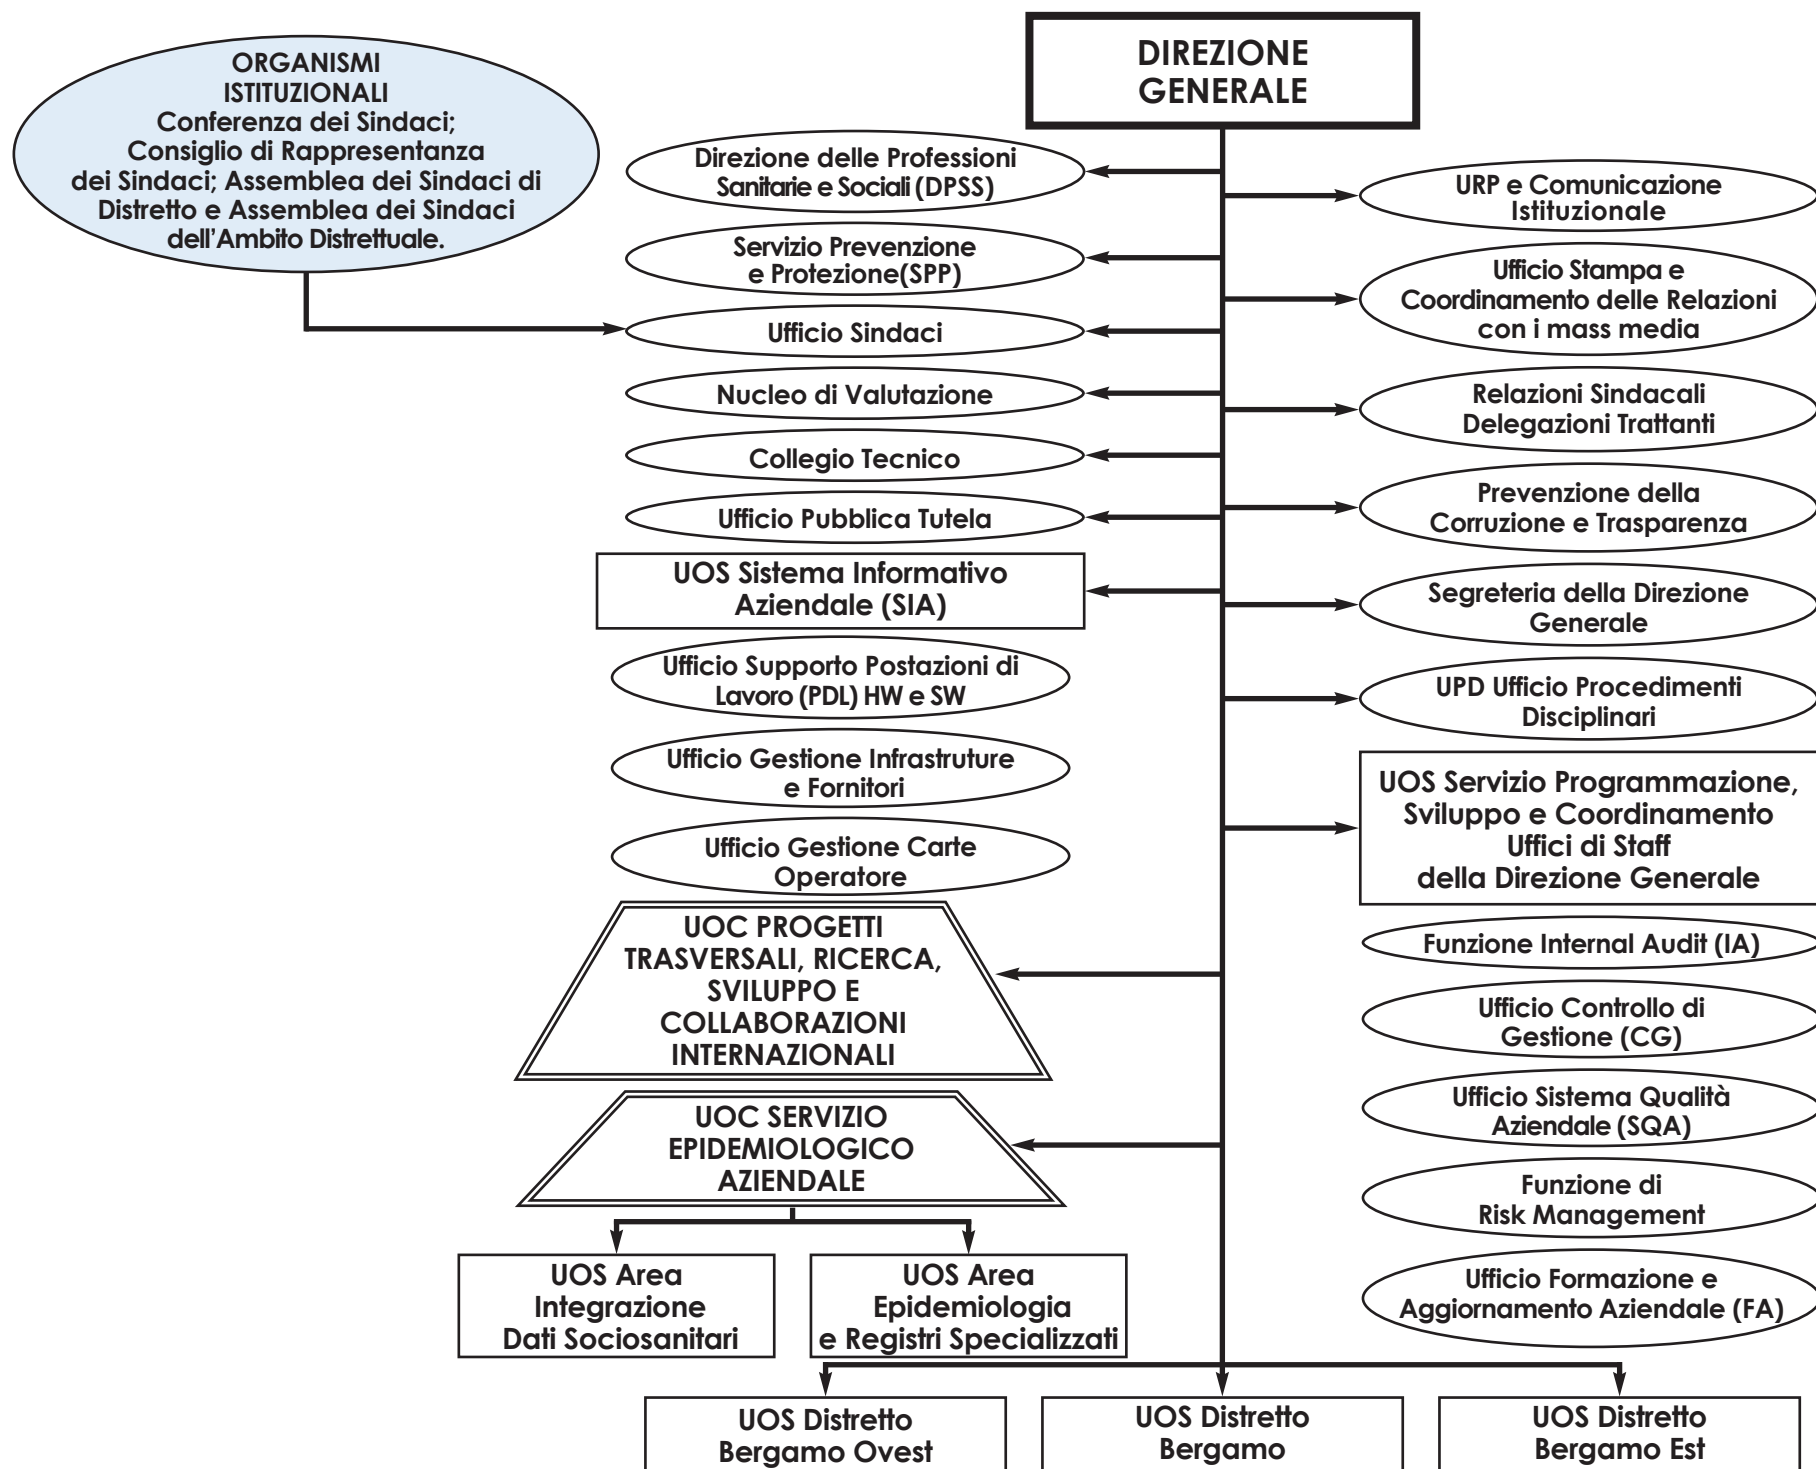 ORGANISMI
ISTITUZIONALI
Conferenza dei Sindaci;
Consiglio di Rappresentanza
dei Sindaci; Assemblea dei Sindaci di
Distretto e Assemblea dei Sindaci
dell'Ambito Distrettuale.
DIREZIONE
GENERALE
Direzione delle Professioni
Sanitarie e Sociali (DPSS)
Servizio Prevenzione
e Protezione(SPP)
Ufficio Sindaci
Nucleo di Valutazione
Collegio Tecnico
Ufficio Pubblica Tutela
UOS Sistema Informativo
Aziendale (SIA)
Ufficio Supporto Postazioni di
Lavoro (PDL) HW e SW
Ufficio Gestione Infrastruture
e Fornitori
Ufficio Gestione Carte
Operatore
UOC PROGETTI
TRASVERSALI, RICERCA,
SVILUPPO E
COLLABORAZIONI
INTERNAZIONALI
UOC SERVIZIO
EPIDEMIOLOGICO
AZIENDALE
UOS Area
Integrazione
Dati Sociosanitari
UOS Area
Epidemiologia
e Registri Specializzati
URP e Comunicazione
Istituzionale
Ufficio Stampa e
Coordinamento delle Relazioni
con i mass media
Relazioni Sindacali
Delegazioni Trattanti
Prevenzione della
Corruzione e Trasparenza
Segreteria della Direzione
Generale
UPD Ufficio Procedimenti
Disciplinari
UOS Servizio Programmazione,
Sviluppo e Coordinamento
Uffici di Staff
della Direzione Generale
Funzione Internal Audit (IA)
Ufficio Controllo di
Gestione (CG)
Ufficio Sistema Qualità
Aziendale (SQA)
Funzione di
Risk Management
Ufficio Formazione e
Aggiornamento Aziendale (FA)
UOS Distretto
Bergamo Ovest
UOS Distretto
Bergamo
UOS Distretto
Bergamo Est